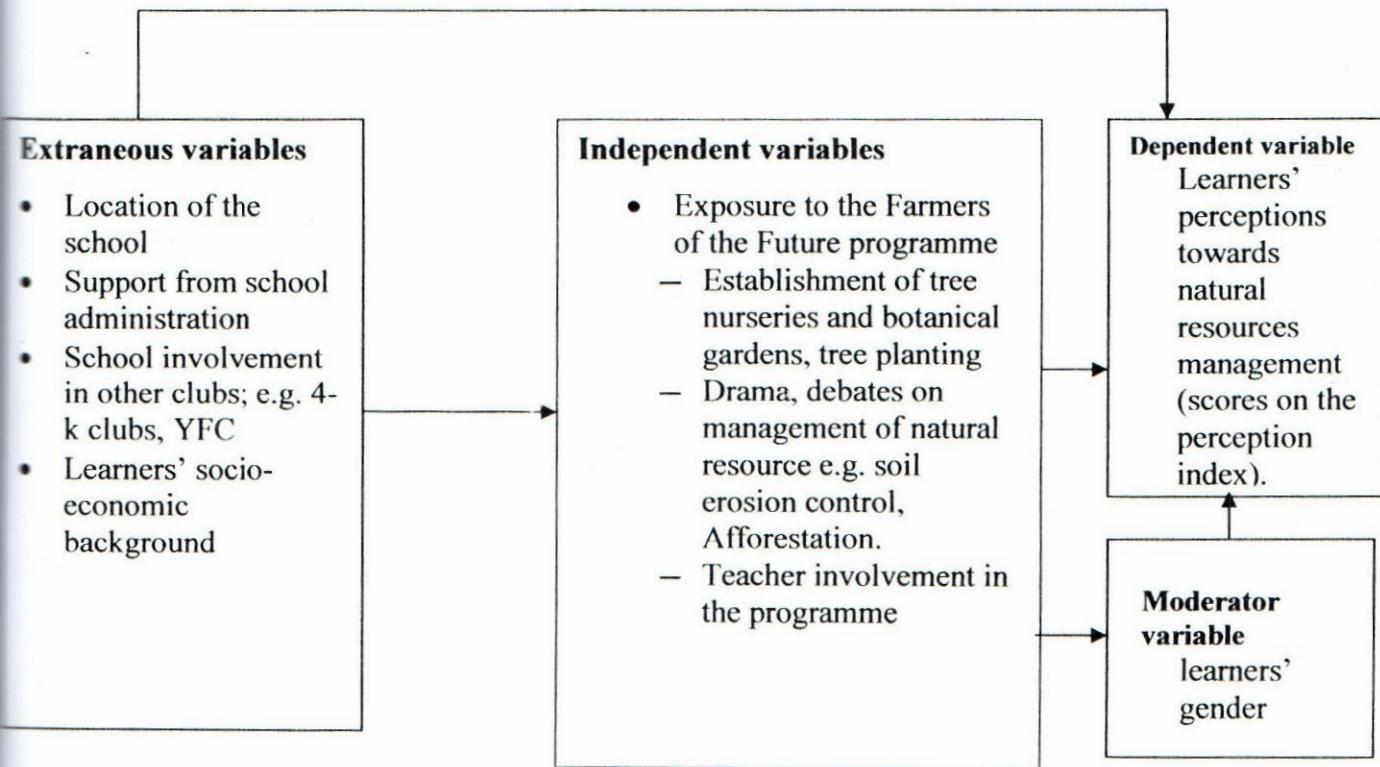 Extraneous variables
• Location of the
school
• Support from school
administration
• School involvement
in other clubs; e.g. 4-
k clubs, YFC
• Learners' socio-
economic
background
Independent variables
• Exposure to the Farmers
of the Future programme
– Establishment of tree
nurseries and botanical
gardens, tree planting
– Drama, debates on
management of natural
resource e.g. soil
erosion control,
Afforestation.
– Teacher involvement in
the programme
Dependent variable
Learners'
perceptions
towards
natural
resources
management
(scores on the
perception
index).
Moderator
variable
learners'
gender